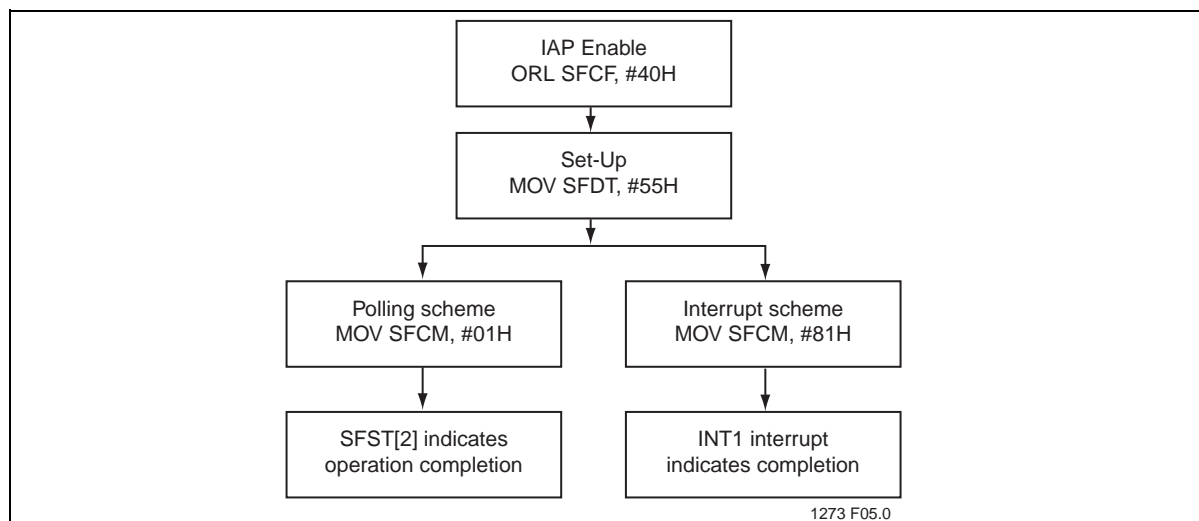 IAP Enable
ORL SFCF, #40H
Set-Up
MOV SFDT, #55H
Polling scheme
MOV SFCM, #01H
Interrupt scheme
MOV SFCM, #81H
SFST[2] indicates
operation completion
INT1 interrupt
indicates completion
1273 F05.0